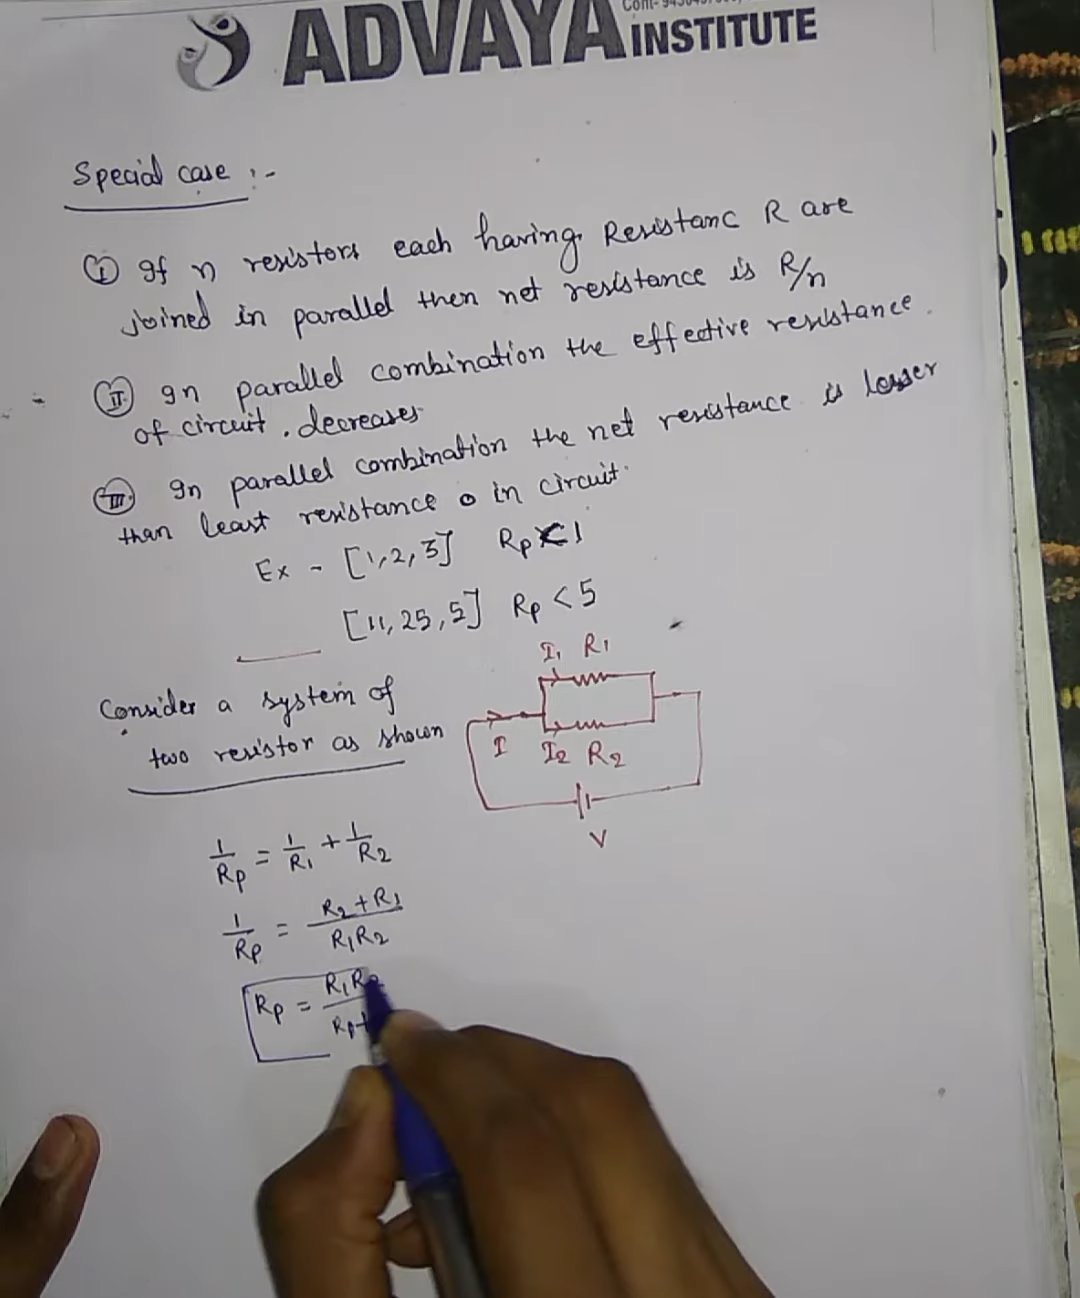 ADVAYA INSTITUTE
Special case :-
(I) If n resistors each having Resistanc R are
joined in parallel then net resistance is R/n
(II) In parallel combination the effective resistance.
of circuit. decreases
(III) In parallel combination the net resistance is lesser
than least resistance in circuit.
Ex - [1,2,3] Rp < 1
[11, 25, 5] Rp < 5
Consider a system of
two resistor as shown
I₁ R₁
I I₂ R₂
V
1/Rp = 1/R₁ + 1/R₂
1/Rp = R₂+R₁/R₁R₂
Rp = R₁R₂